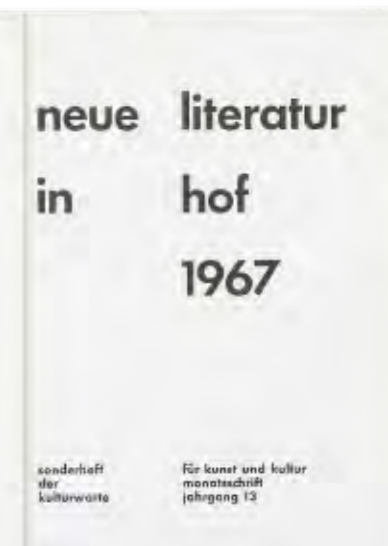 neue literatur
in hof
1967
sonderheft
der
kulturwarte
für kunst und kultur
monatsschrift
jahrgang 13